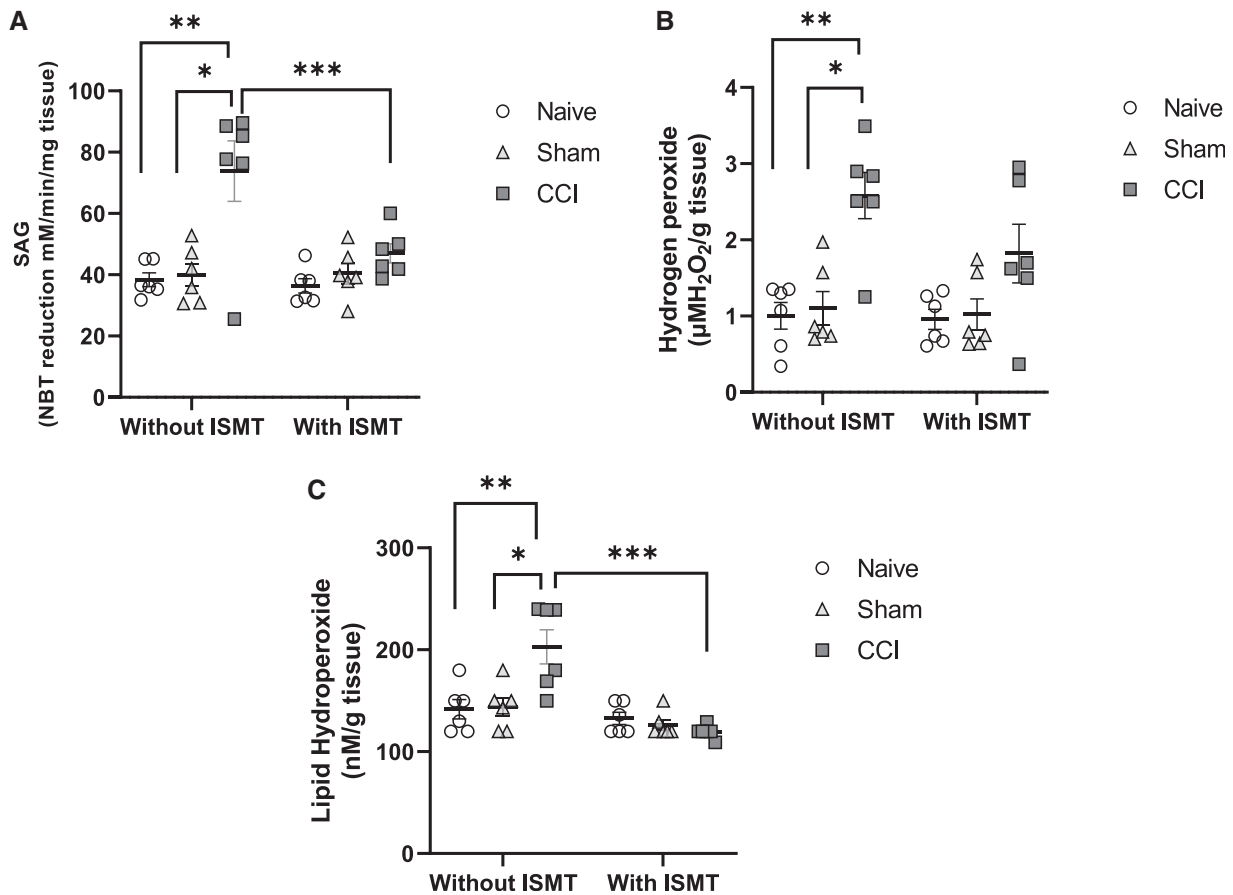 A
**
*
***
100
80
60
40
20
0
SAG
(NBT reduction mM/min/mg tissue)
Without ISMT
With ISMT
Naive
Sham
CCI
B
**
*
4
3
2
1
0
Hydrogen peroxide
(µMH₂O₂/g tissue)
Without ISMT
With ISMT
Naive
Sham
CCI
C
**
*
***
300
200
100
0
Lipid Hydroperoxide
(nM/g tissue)
Without ISMT
With ISMT
Naive
Sham
CCI